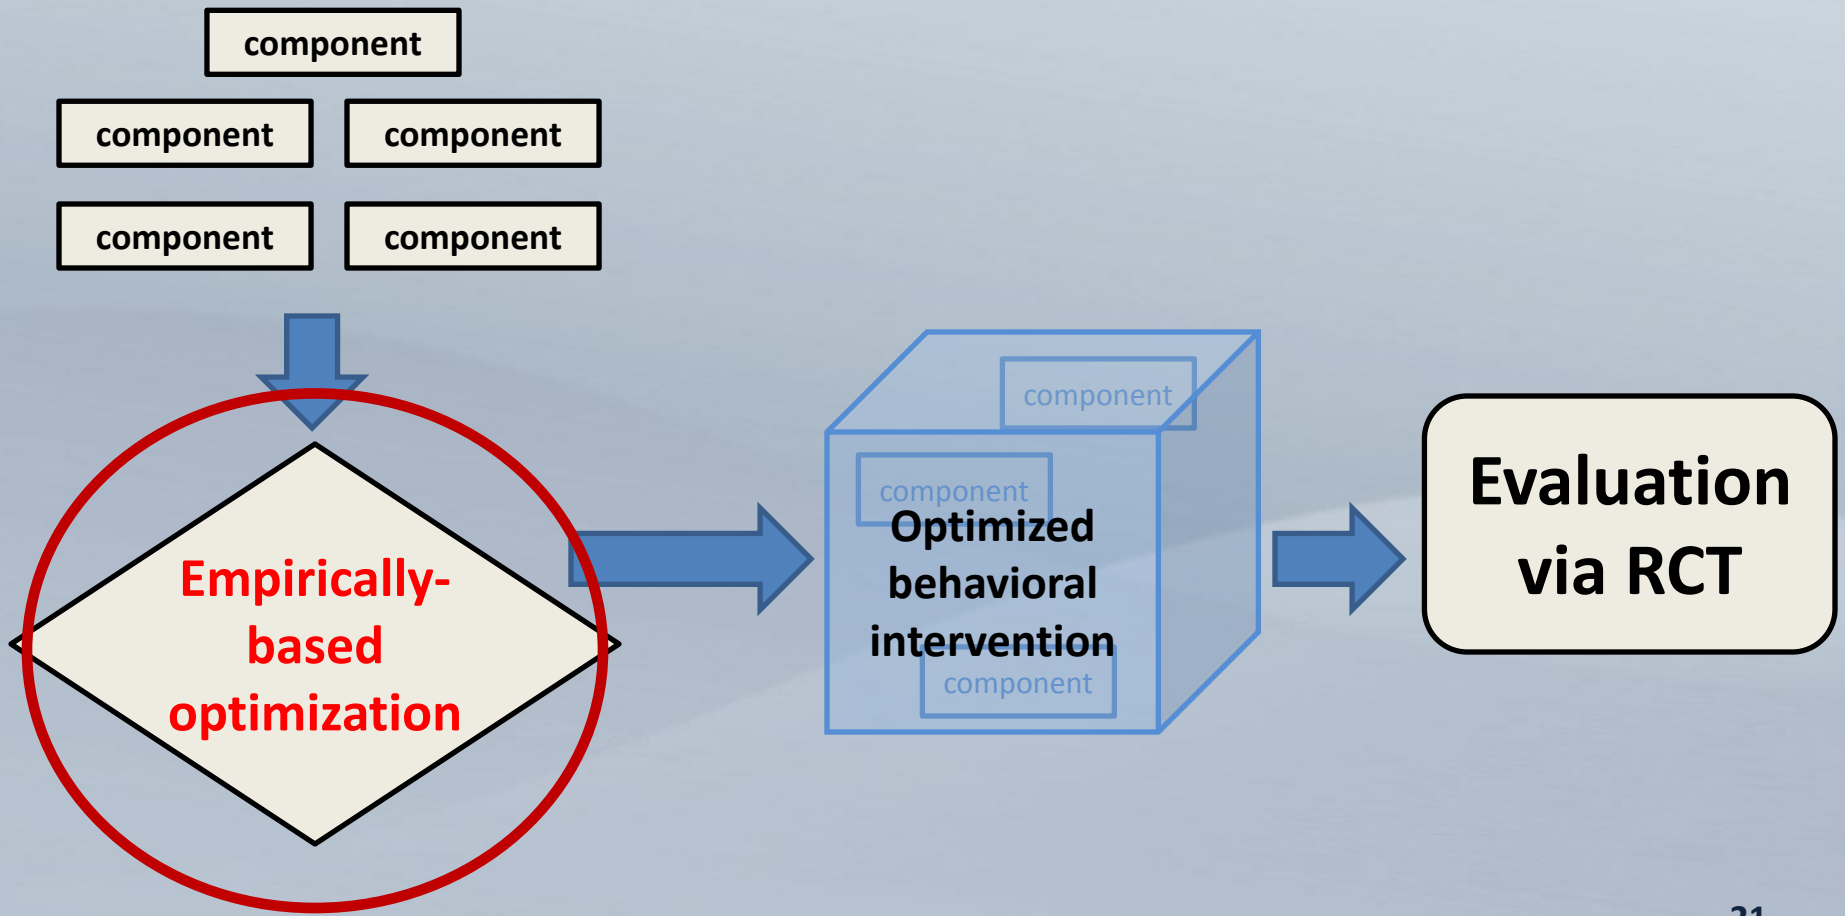 component
component component
component component
component
component
Optimized
behavioral
intervention
component
Empirically-
based
optimization
Evaluation
via RCT